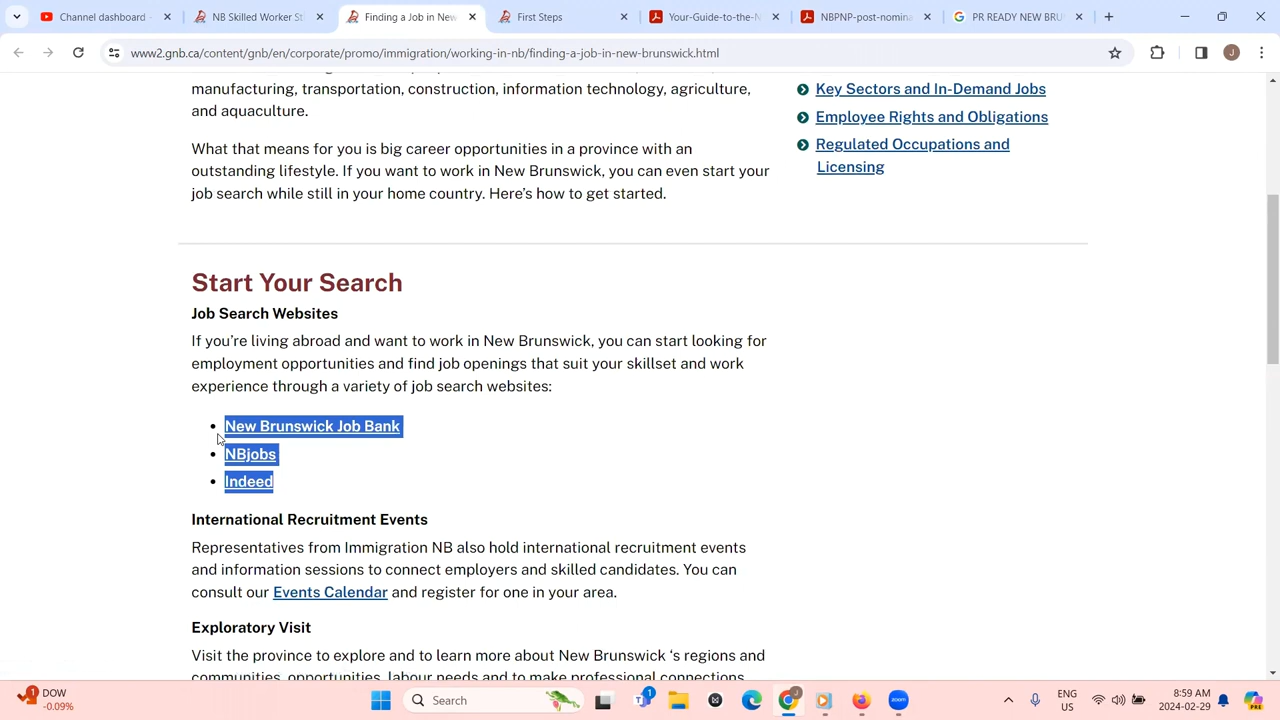 Channel dashboard -
NB Skilled Worker St
Finding a Job in New
First Steps
Your-Guide-to-the-N
NBPNP-post-nomina
PR READY NEW BRU
www2.gnb.ca/content/gnb/en/corporate/promo/immigration/working-in-nb/finding-a-job-in-new-brunswick.html
J
manufacturing, transportation, construction, information technology, agriculture,
and aquaculture.
Key Sectors and In-Demand Jobs
Employee Rights and Obligations
Regulated Occupations and
Licensing
What that means for you is big career opportunities in a province with an
outstanding lifestyle. If you want to work in New Brunswick, you can even start your
job search while still in your home country. Here's how to get started.
Start Your Search
Job Search Websites
If you're living abroad and want to work in New Brunswick, you can start looking for
employment opportunities and find job openings that suit your skillset and work
experience through a variety of job search websites:
• New Brunswick Job Bank
• NBjobs
• Indeed
International Recruitment Events
Representatives from Immigration NB also hold international recruitment events
and information sessions to connect employers and skilled candidates. You can
consult our Events Calendar and register for one in your area.
Exploratory Visit
Visit the province to explore and to learn more about New Brunswick 's regions and
communities, opportunities, labour needs and to make professional connections
1
DOW
-0.09%
Search
1
J
zoom
ENG
US
8:59 AM
2024-02-29
PRE